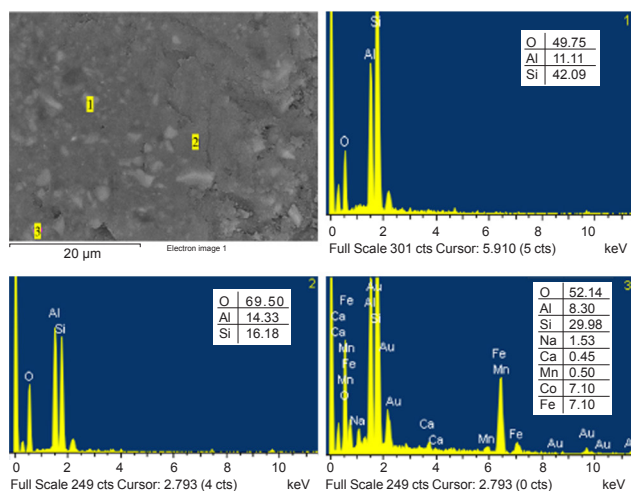 1
2
3
20 µm
Electron image 1
1
Si
Al
O
O 49.75
Al 11.11
Si 42.09
0 2 4 6 8 10
Full Scale 301 cts Cursor: 5.910 (5 cts) keV
2
Al
Si
O
O 69.50
Al 14.33
Si 16.18
0 2 4 6 8 10
Full Scale 249 cts Cursor: 2.793 (4 cts) keV
3
Au
Fe
Al
Ca
Si
Ca
Mn
Au
Fe
Mn
O
Na
Au
Ca
Ca
Fe
Mn
Mn
Fe
Au
Au
Au
O 52.14
Al 8.30
Si 29.98
Na 1.53
Ca 0.45
Mn 0.50
Co 7.10
Fe 7.10
0 2 4 6 8 10
Full Scale 249 cts Cursor: 2.793 (0 cts) keV